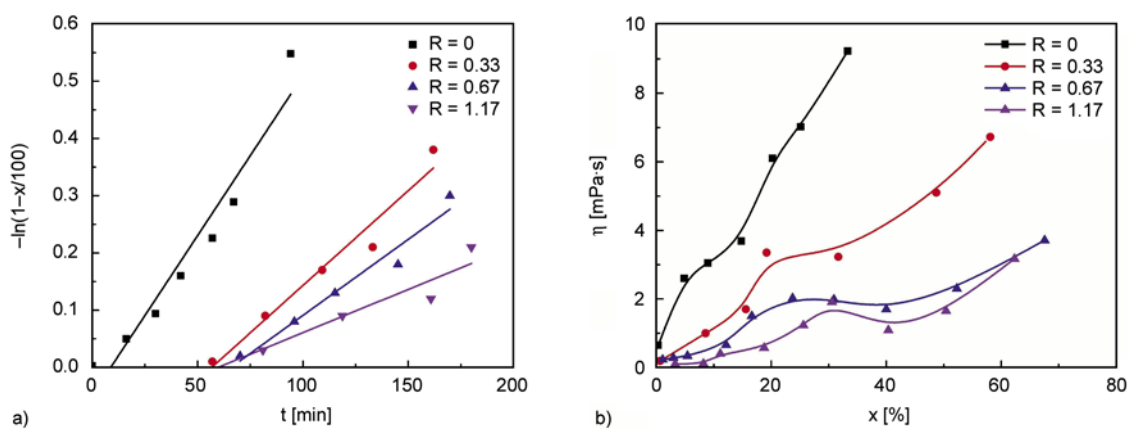 0.6
0.5
0.4
0.3
0.2
0.1
0.0
–ln(1–x/100)
R = 0
R = 0.33
R = 0.67
R = 1.17
0 50 100 150 200
t [min]
a)
10
8
6
4
2
0
η [mPa·s]
R = 0
R = 0.33
R = 0.67
R = 1.17
0 20 40 60 80
x [%]
b)